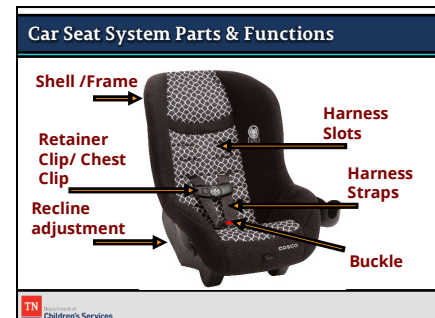 Car Seat System Parts & Functions
Shell /Frame
Harness
Slots
Retainer
Clip/ Chest
Clip
Harness
Straps
Recline
adjustment
Buckle
COSCO
TN
Department of
Children's Services